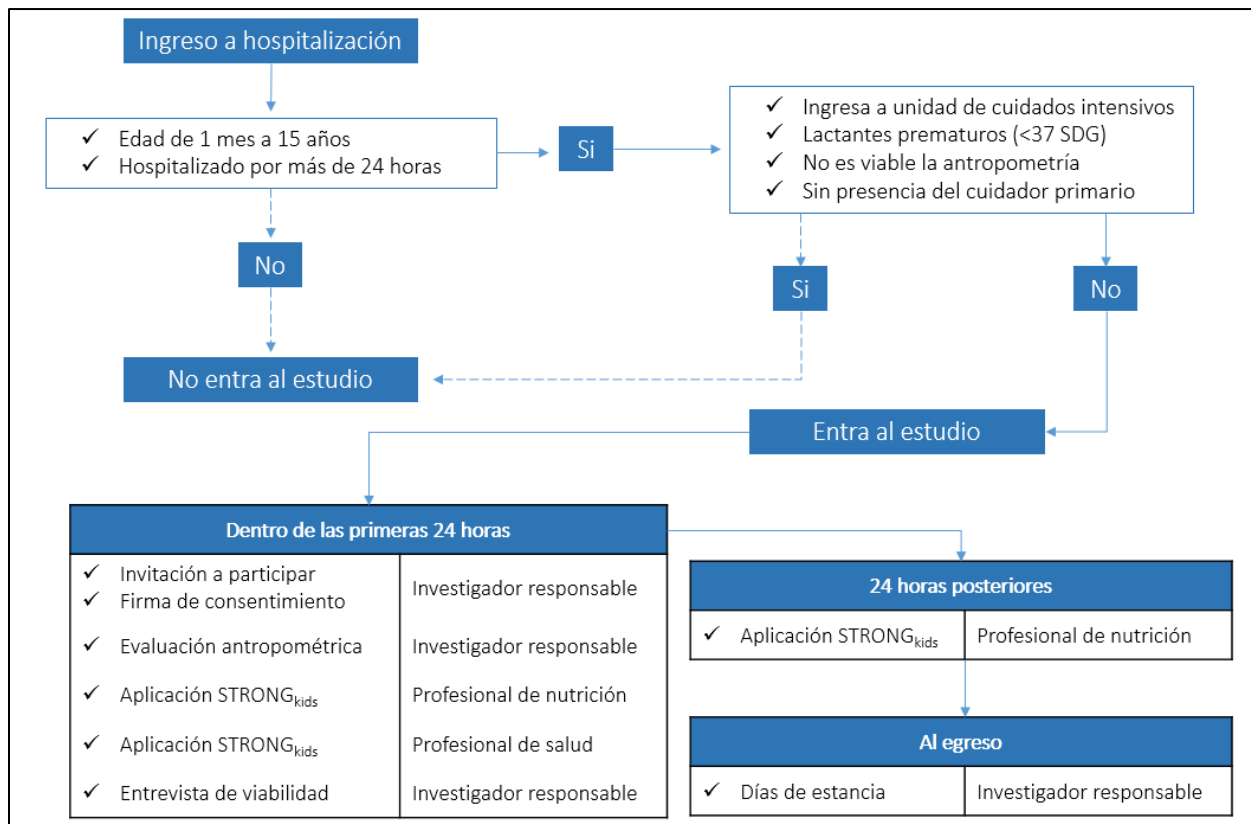 Ingreso a hospitalización
✓ Edad de 1 mes a 15 años
✓ Hospitalizado por más de 24 horas
Si
✓ Ingresa a unidad de cuidados intensivos
✓ Lactantes prematuros (<37 SDG)
✓ No es viable la antropometría
✓ Sin presencia del cuidador primario
No
Si
No
No entra al estudio
Entra al estudio
Dentro de las primeras 24 horas
✓ Invitación a participar
✓ Firma de consentimiento
Investigador responsable
✓ Evaluación antropométrica
Investigador responsable
✓ Aplicación STRONGkids
Profesional de nutrición
✓ Aplicación STRONGkids
Profesional de salud
✓ Entrevista de viabilidad
Investigador responsable
24 horas posteriores
✓ Aplicación STRONGkids
Profesional de nutrición
Al egreso
✓ Días de estancia
Investigador responsable